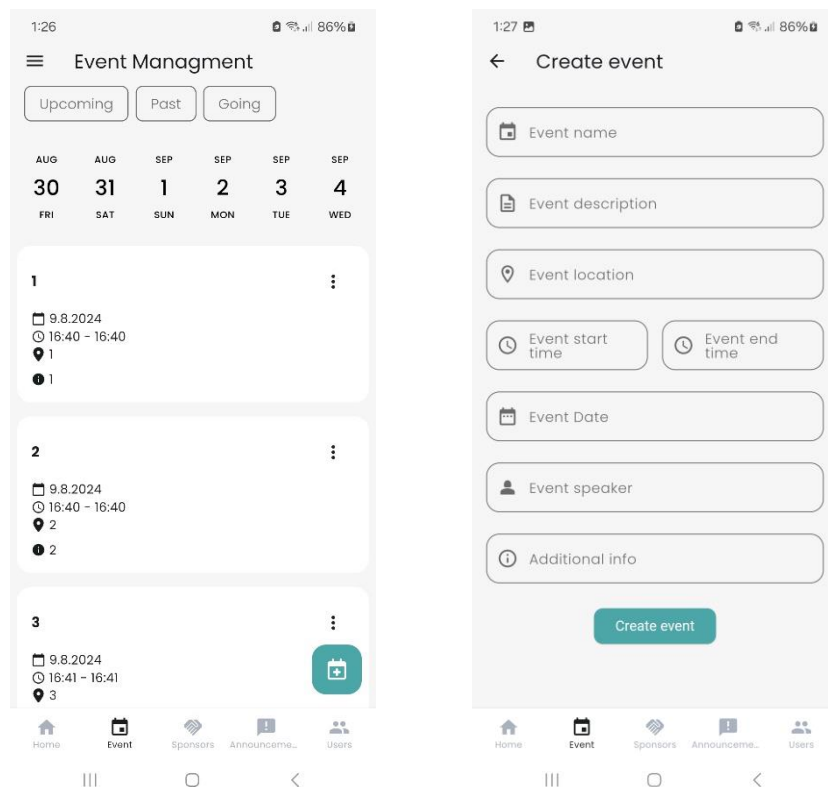 1:26
86%
Event Managment
Upcoming
Past
Going
AUG AUG SEP SEP SEP SEP
30 31 1 2 3 4
FRI SAT SUN MON TUE WED
1
9.8.2024
16:40 - 16:40
1
1
2
9.8.2024
16:40 - 16:40
2
2
3
9.8.2024
16:41 - 16:41
3
Home Event Sponsors Announceme... Users
1:27
86%
Create event
Event name
Event description
Event location
Event start
time
Event end
time
Event Date
Event speaker
Additional info
Create event
Home Event Sponsors Announceme... Users